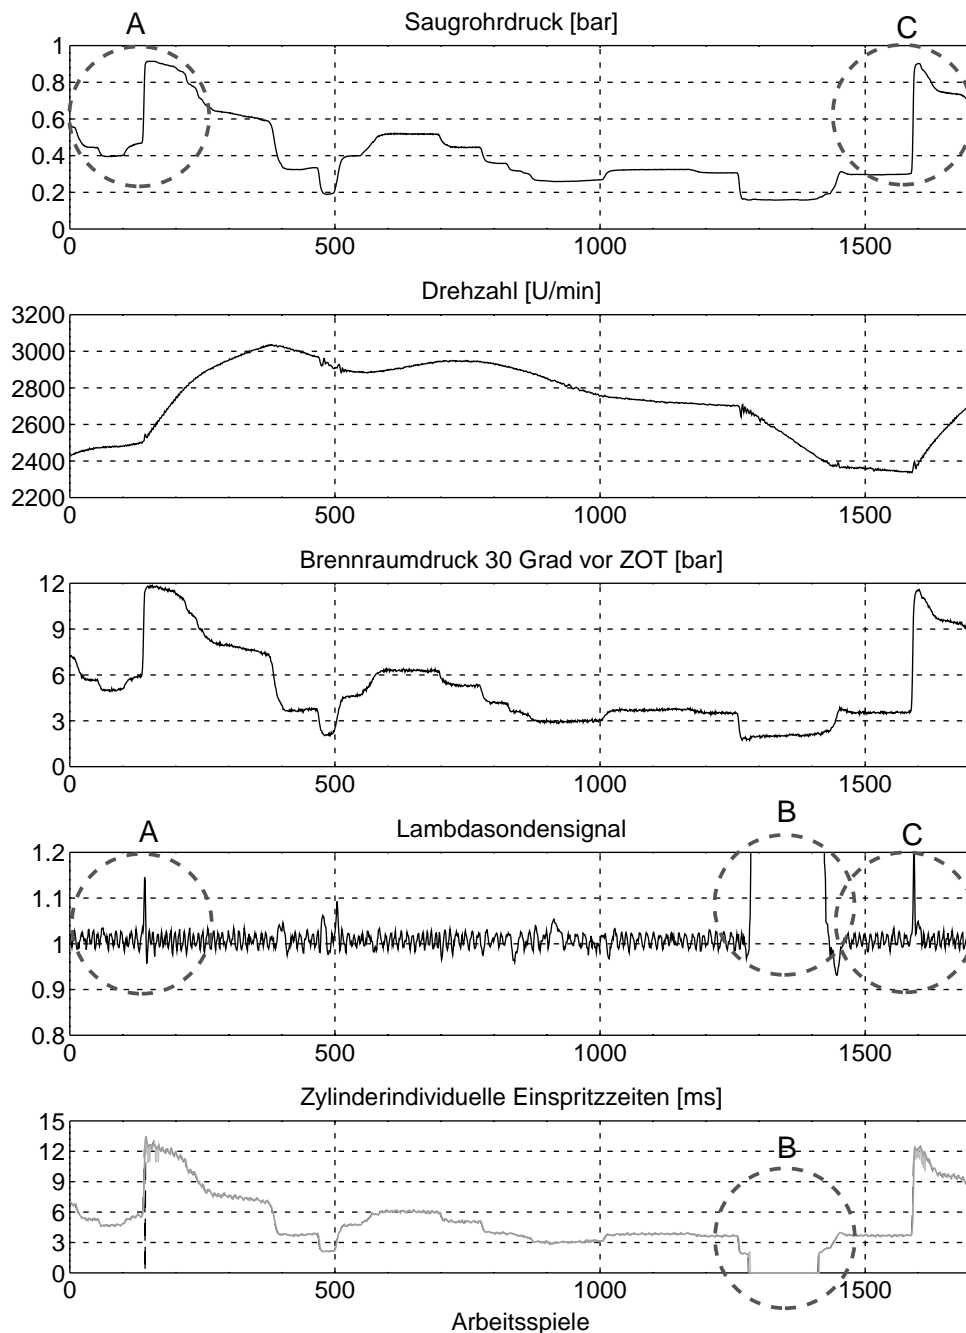 A
Saugrohrdruck [bar]
C
1
0.8
0.6
0.4
0.2
0
0 500 1000 1500
Drehzahl [U/min]
3200
3000
2800
2600
2400
2200
0 500 1000 1500
Brennraumdruck 30 Grad vor ZOT [bar]
12
9
6
3
0
0 500 1000 1500
A
Lambdasondensignal
B
C
1.2
1.1
1
0.9
0.8
0 500 1000 1500
Zylinderindividuelle Einspritzzeiten [ms]
15
12
B
9
6
3
0
0 500 1000 1500
Arbeitsspiele